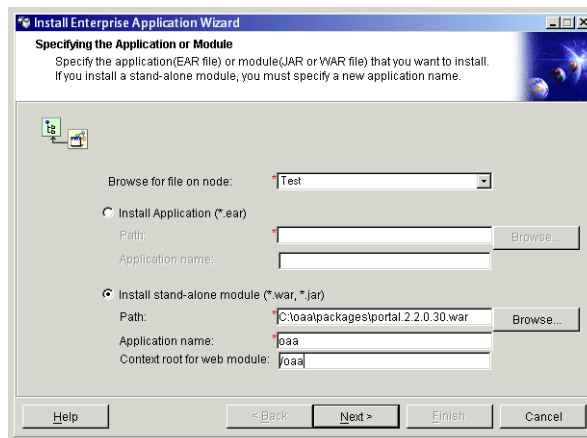 Install Enterprise Application Wizard
Specifying the Application or Module
Specify the application(EAR file) or module(JAR or WAR file) that you want to install.
If you install a stand-alone module, you must specify a new application name.
Browse for file on node: *Test
Install Application (*.ear)
Path: * Browse...
Application name:
Install stand-alone module (*.war, *.jar)
Path: *C:\oaa\packages\portal.2.2.0.30.war Browse...
Application name: *oaa
Context root for web module: /oaa
Help < Back Next > Finish Cancel